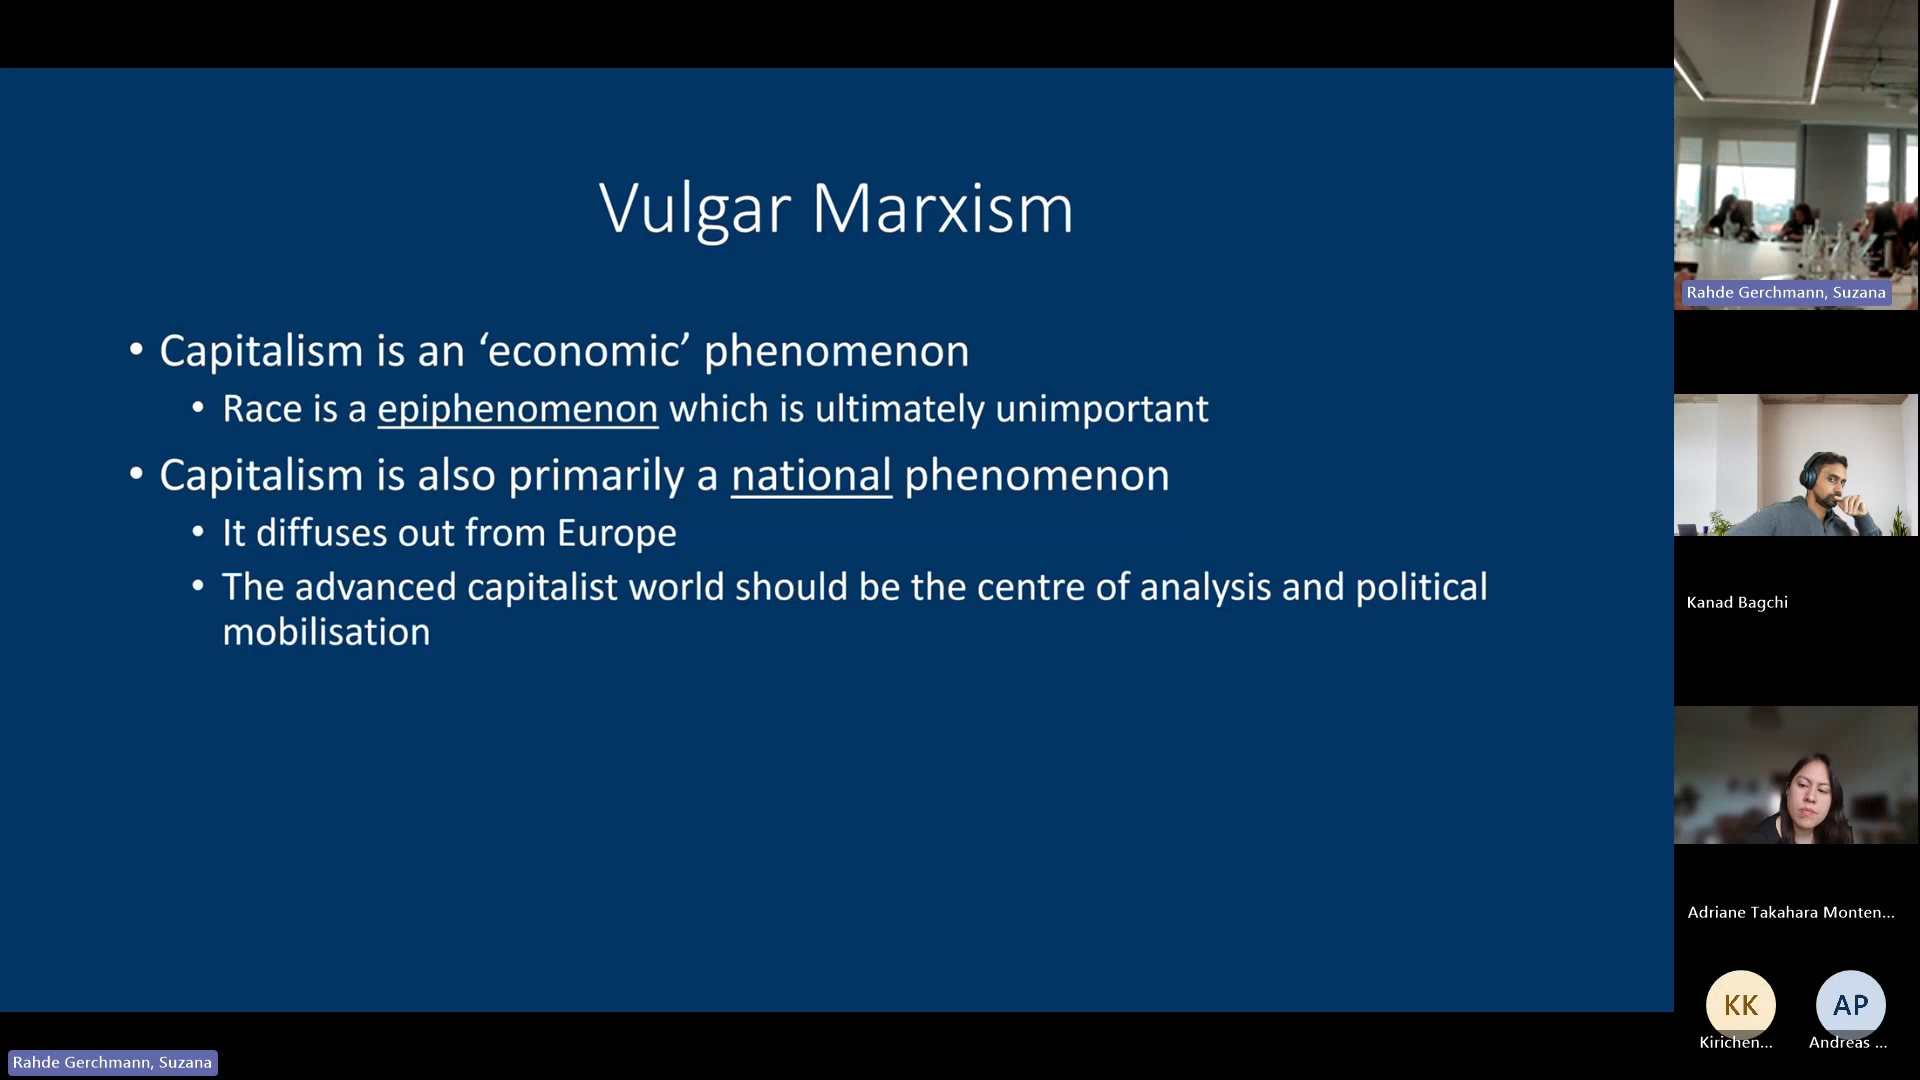 Vulgar Marxism
• Capitalism is an ‘economic’ phenomenon
• Race is a epiphenomenon which is ultimately unimportant
• Capitalism is also primarily a national phenomenon
• It diffuses out from Europe
• The advanced capitalist world should be the centre of analysis and political
mobilisation
Rahde Gerchmann, Suzana
Rahde Gerchmann, Suzana
Kanad Bagchi
Adriane Takahara Monten...
KK
AP
Kirichen...
Andreas ...